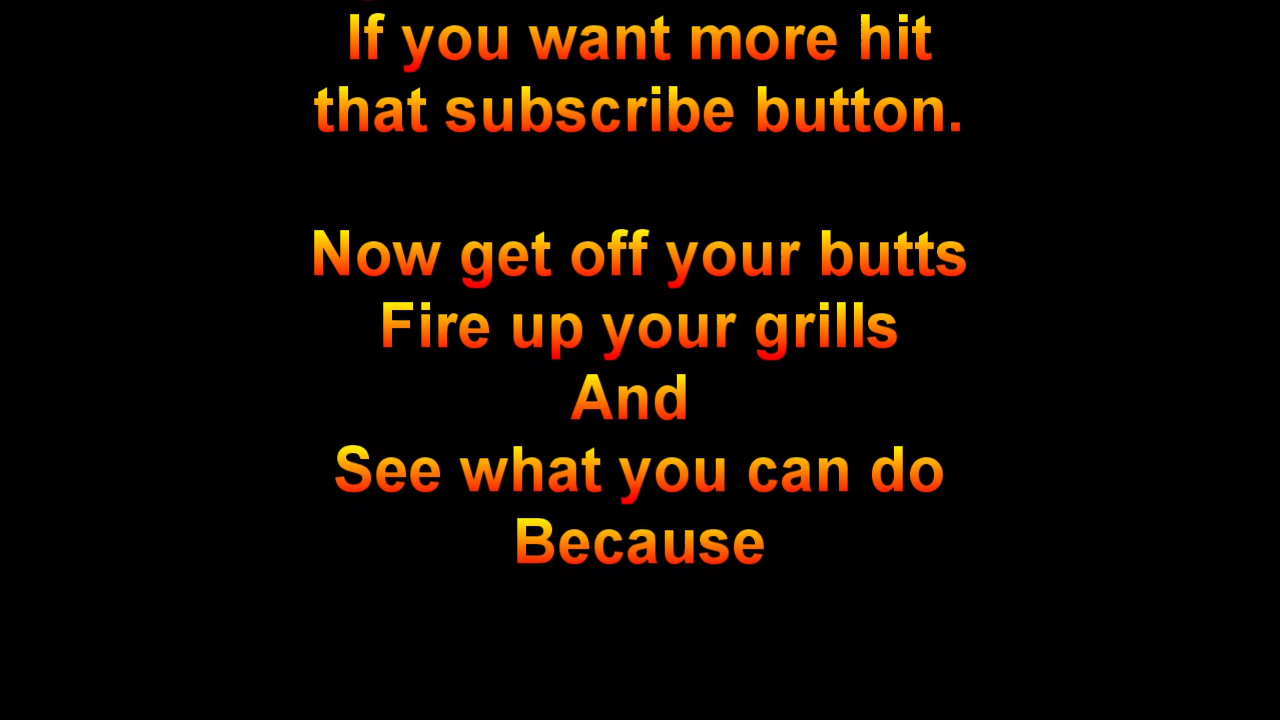 If you want more hit
that subscribe button.
Now get off your butts
Fire up your grills
And
See what you can do
Because